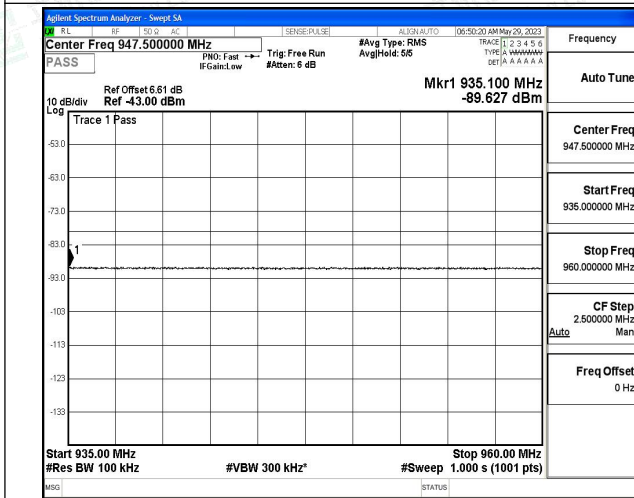 Agilent Spectrum Analyzer - Swept SA
LXI RL RF 50 Ω AC SENSE:PULSE ALIGN AUTO 06:50:20 AM May 29, 2023
Center Freq 947.500000 MHz #Avg Type: RMS TRACE 1 2 3 4 5 6
PASS PNO: Fast Trig: Free Run Avg|Hold: 5/5 TYPE A WWWWW
IFGain:Low #Atten: 6 dB DET A A A A A A
Ref Offset 6.61 dB Mkr1 935.100 MHz
10 dB/div Ref -43.00 dBm -89.627 dBm
Log
Trace 1 Pass
-53.0
-63.0
-73.0
-83.0
1
-93.0
-103
-113
-123
-133
Start 935.00 MHz Stop 960.00 MHz
#Res BW 100 kHz #VBW 300 kHz* #Sweep 1.000 s (1001 pts)
MSG STATUS
Frequency
Auto Tune
Center Freq
947.500000 MHz
Start Freq
935.000000 MHz
Stop Freq
960.000000 MHz
CF Step
2.500000 MHz
Auto Man
Freq Offset
0 Hz